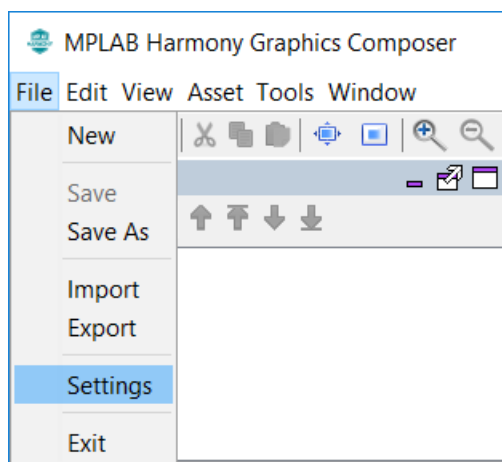 MPLAB Harmony Graphics Composer
File Edit View Asset Tools Window
New
Save
Save As
Import
Export
Settings
Exit